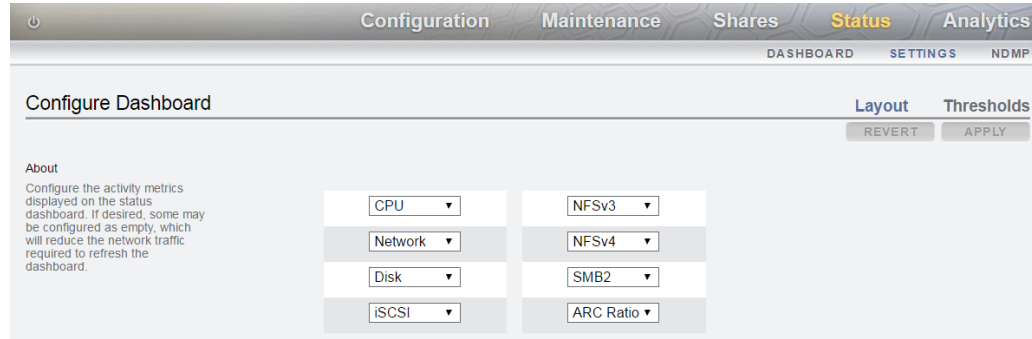 Configuration Maintenance Shares Status Analytics
DASHBOARD SETTINGS NDMP
Configure Dashboard
Layout Thresholds
REVERT APPLY
About
Configure the activity metrics
displayed on the status
dashboard. If desired, some may
be configured as empty, which
will reduce the network traffic
required to refresh the
dashboard.
CPU NFSv3
Network NFSv4
Disk SMB2
iSCSI ARC Ratio